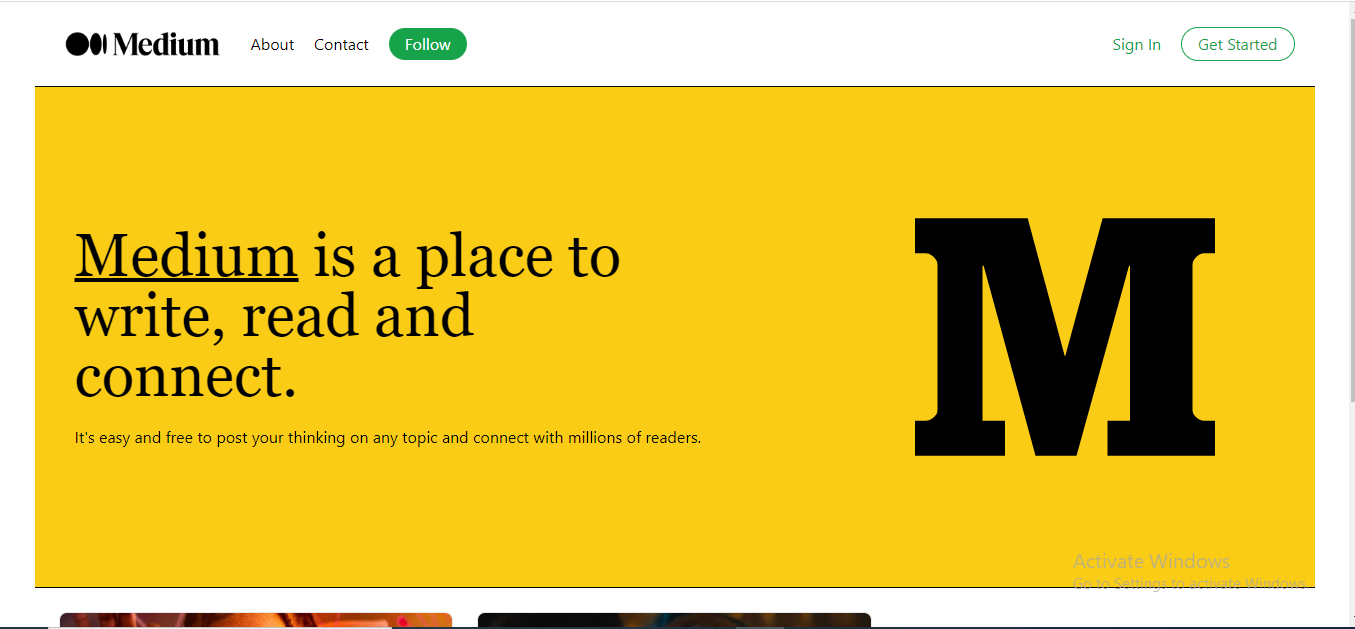 Medium
About
Contact
Follow
Sign In
Get Started
Medium is a place to
write, read and
connect.
It's easy and free to post your thinking on any topic and connect with millions of readers.
M
Activate Windows
Go to Settings to activate Windows.